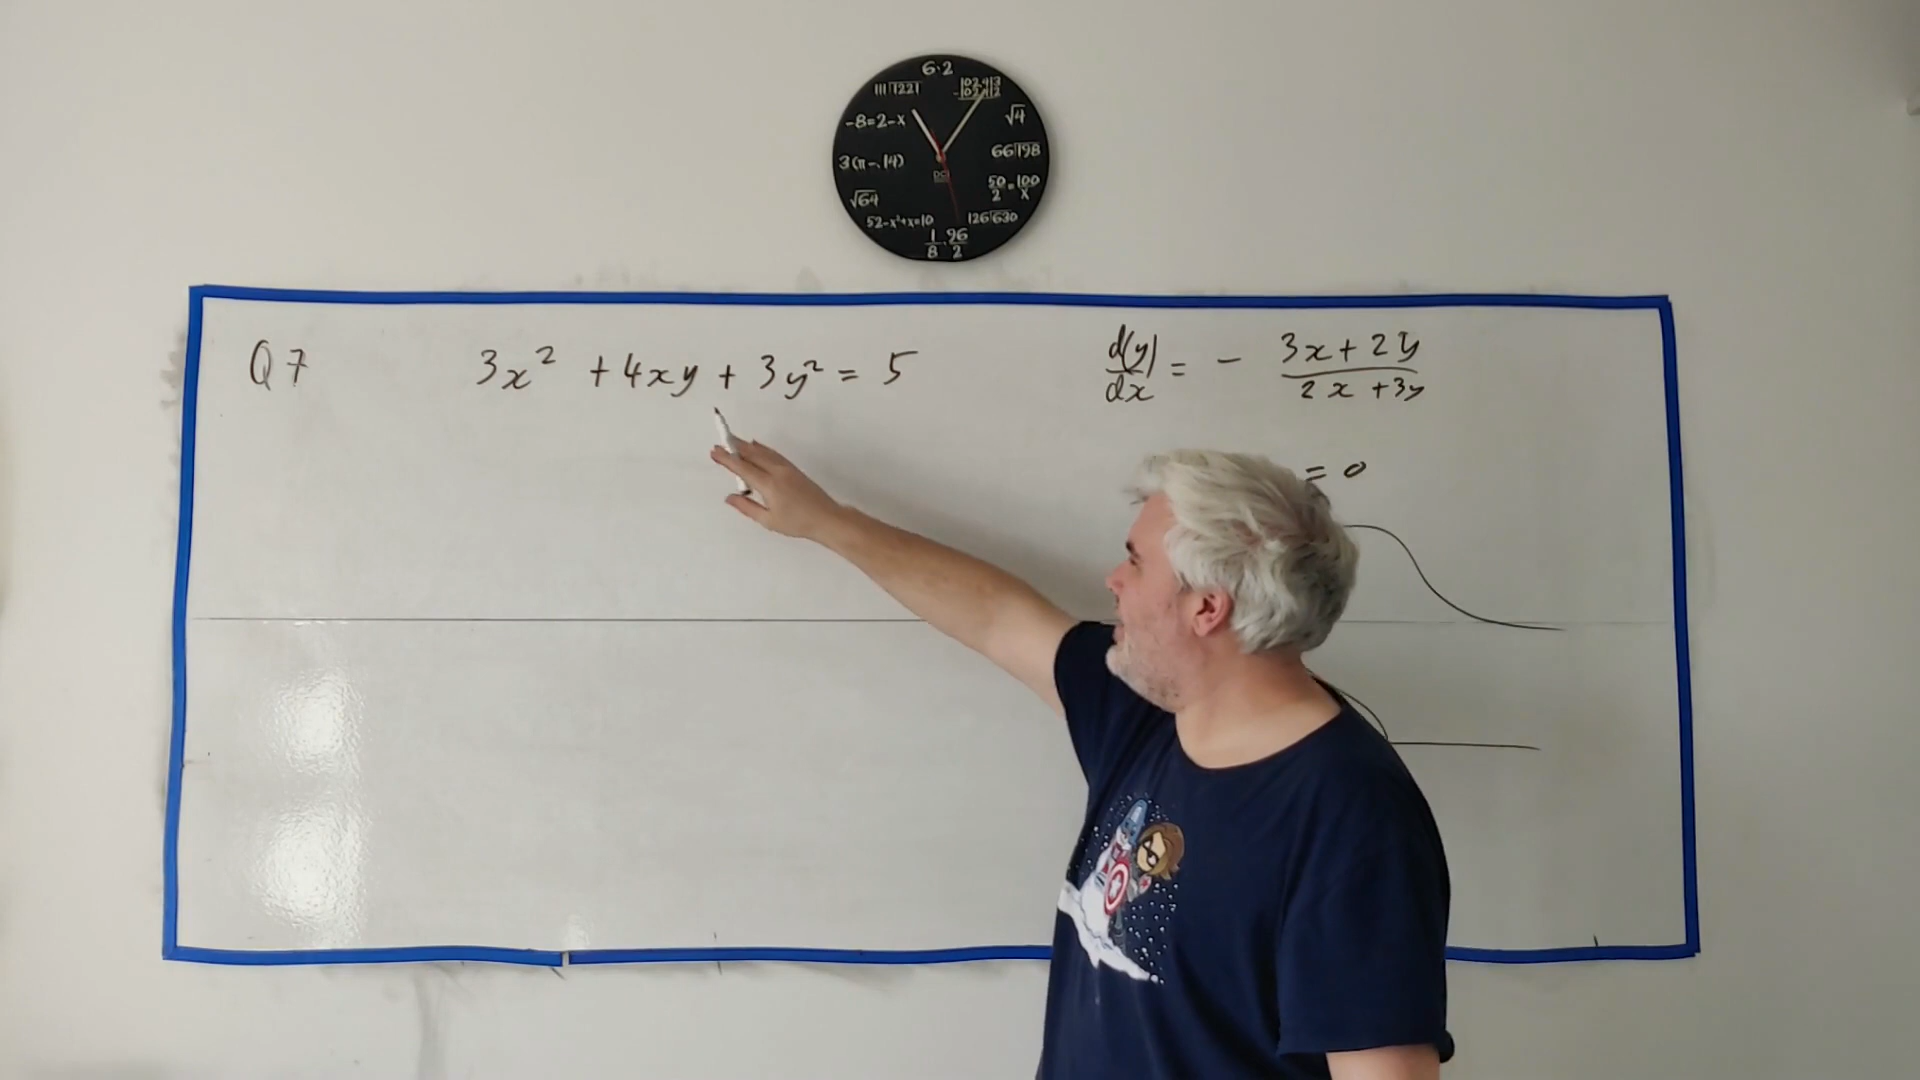 6·2
111⟌1221
102,413
-102,412
-8=2-x
√4
3(π-.14)
66⟌198
√64
50/2=100/x
52-x²+x=10
126⟌630
1/8·96/2
Q7 3x² + 4xy + 3y² = 5
d(y)/dx = - 3x+2y/2x+3y
= 0